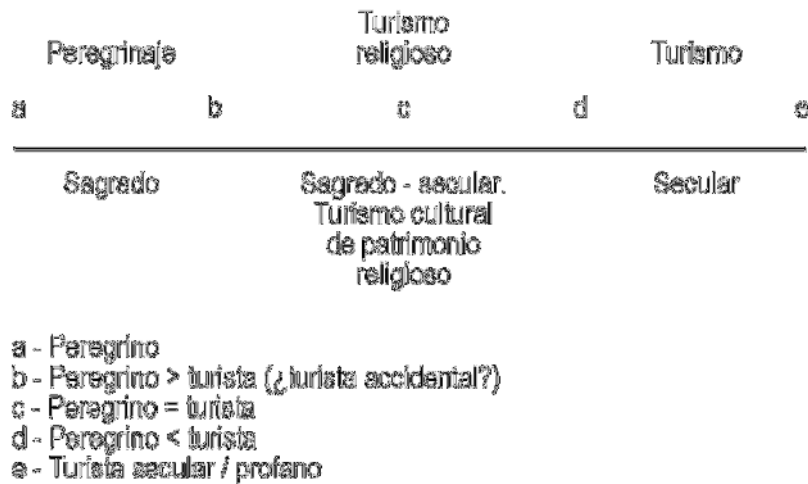 Peregrinaje
Turismo
religioso
Turismo
a b c d e
Sagrado
Sagrado - secular.
Turismo cultural
de patrimonio
religioso
Secular
a - Peregrino
b - Peregrino > turista (¿turista accidental?)
c - Peregrino = turista
d - Peregrino < turista
e - Turista secular / profano